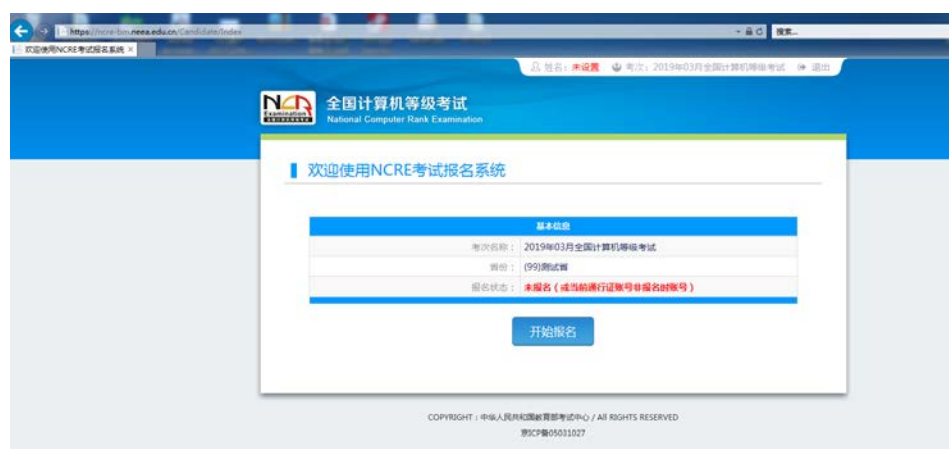 https://ncre-bm.neea.edu.cn/Candidate/Index
搜索...
欢迎使用NCRE考试报名系统 ×
姓名：未设置 考次：2019年03月全国计算机等级考试 退出
NCR
Examination
全国计算机等级考试
National Computer Rank Examination
欢迎使用NCRE考试报名系统
基本信息
考次名称： 2019年03月全国计算机等级考试
省份： (99)测试省
报名状态： 未报名（或当前通行证账号非报名时账号）
开始报名
COPYRIGHT：中华人民共和国教育部考试中心 / All RIGHTS RESERVED
京ICP备05031027